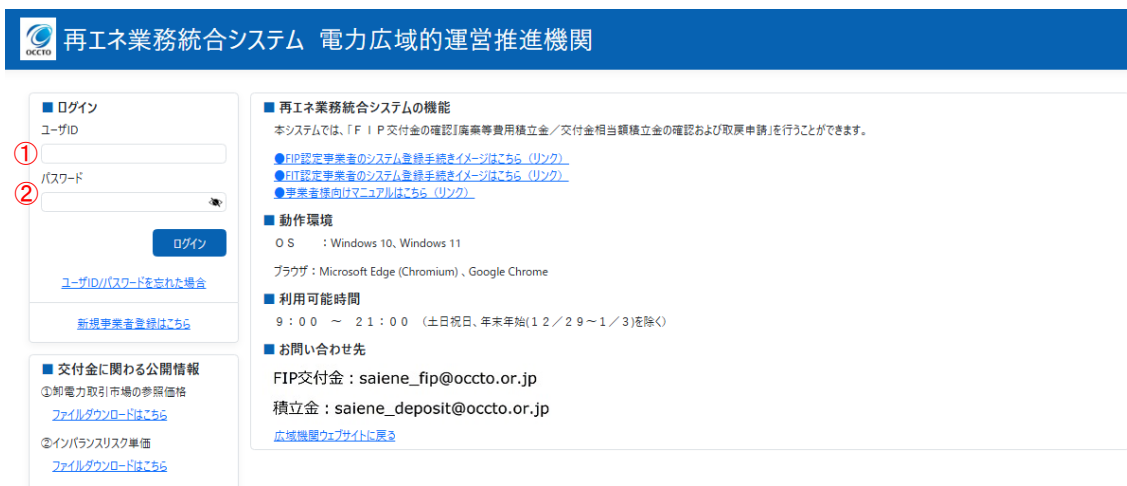 OCCTO 再エネ業務統合システム 電力広域的運営推進機関
■ ログイン
ユーザID
①
パスワード
②
ログイン
ユーザID/パスワードを忘れた場合
新規事業者登録はこちら
■ 交付金に関わる公開情報
①卸電力取引市場の参照価格
ファイルダウンロードはこちら
②インバランスリスク単価
ファイルダウンロードはこちら
■ 再エネ業務統合システムの機能
本システムでは、「ＦＩＰ交付金の確認」「廃棄等費用積立金／交付金相当額積立金の確認および取戻申請」を行うことができます。
●FIP認定事業者のシステム登録手続きイメージはこちら（リンク）
●FIT認定事業者のシステム登録手続きイメージはこちら（リンク）
●事業者様向けマニュアルはこちら（リンク）
■ 動作環境
ＯＳ　　：Windows 10、Windows 11
ブラウザ：Microsoft Edge (Chromium) 、Google Chrome
■ 利用可能時間
９：００　～　２１：００　（土日祝日、年末年始(１２／２９～１／３)を除く）
■ お問い合わせ先
FIP交付金：saiene_fip@occto.or.jp
積立金：saiene_deposit@occto.or.jp
広域機関ウェブサイトに戻る